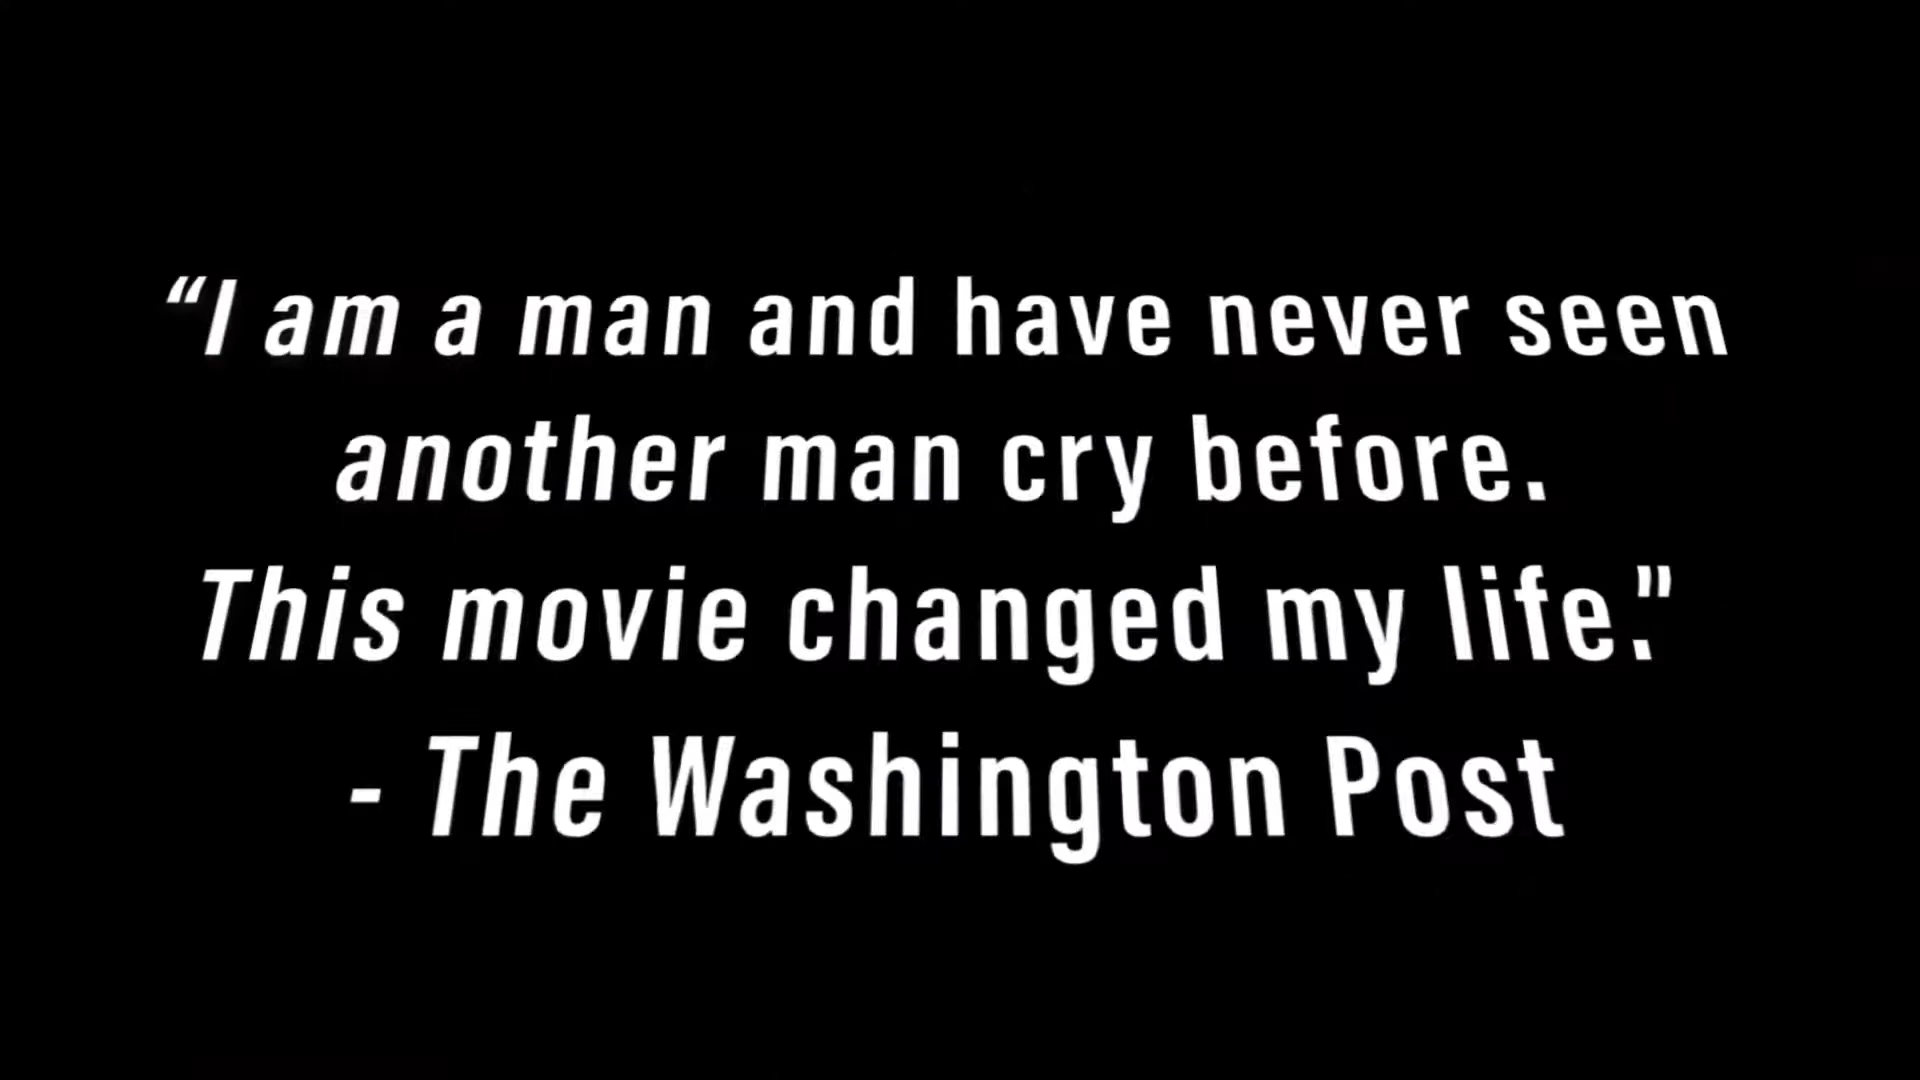 “I am a man and have never seen
another man cry before.
This movie changed my life."
- The Washington Post